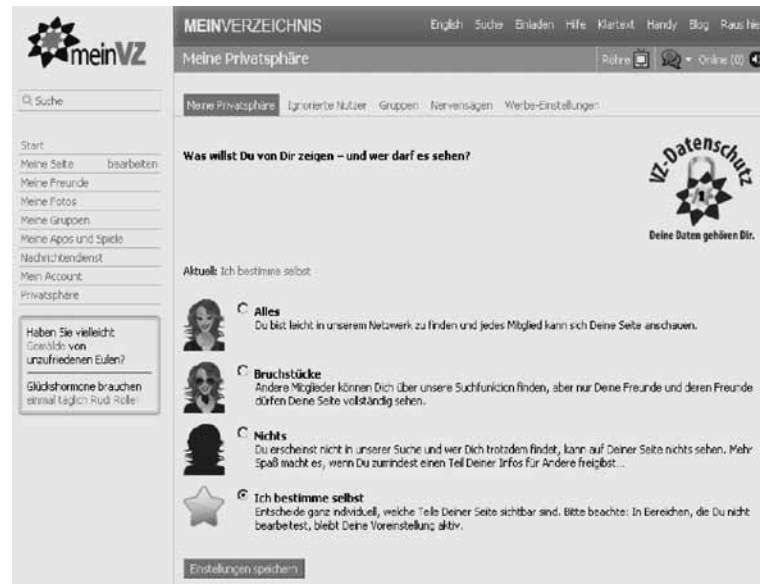 meinVZ
MEINVERZEICHNIS
English Suche Einladen Hilfe Klartext Handy Blog Raus hie
Meine Privatsphäre
Röhre Online (0)
Suche
Meine Privatsphäre Ignorierte Nutzer Gruppen Nervensägen Werbe-Einstellungen
Start
Meine Seite bearbeiten
Meine Freunde
Meine Fotos
Meine Gruppen
Meine Apps und Spiele
Nachrichtendienst
Mein Account
Privatsphäre
Haben Sie vielleicht
Gemälde von
unzufriedenen Eulen?
Glückshormone brauchen
einmal täglich Rudi Rolle!
Was willst Du von Dir zeigen – und wer darf es sehen?
VZ-Datenschutz
Deine Daten gehören Dir.
Aktuell: Ich bestimme selbst
Alles
Du bist leicht in unserem Netzwerk zu finden und jedes Mitglied kann sich Deine Seite anschauen.
Bruchstücke
Andere Mitglieder können Dich über unsere Suchfunktion finden, aber nur Deine Freunde und deren Freunde
dürfen Deine Seite vollständig sehen.
Nichts
Du erscheinst nicht in unserer Suche und wer Dich trotzdem findet, kann auf Deiner Seite nichts sehen. Mehr
Spaß macht es, wenn Du zumindest einen Teil Deiner Infos für Andere freigibst...
Ich bestimme selbst
Entscheide ganz individuell, welche Teile Deiner Seite sichtbar sind. Bitte beachte: In Bereichen, die Du nicht
bearbeitest, bleibt Deine Voreinstellung aktiv.
Einstellungen speichern